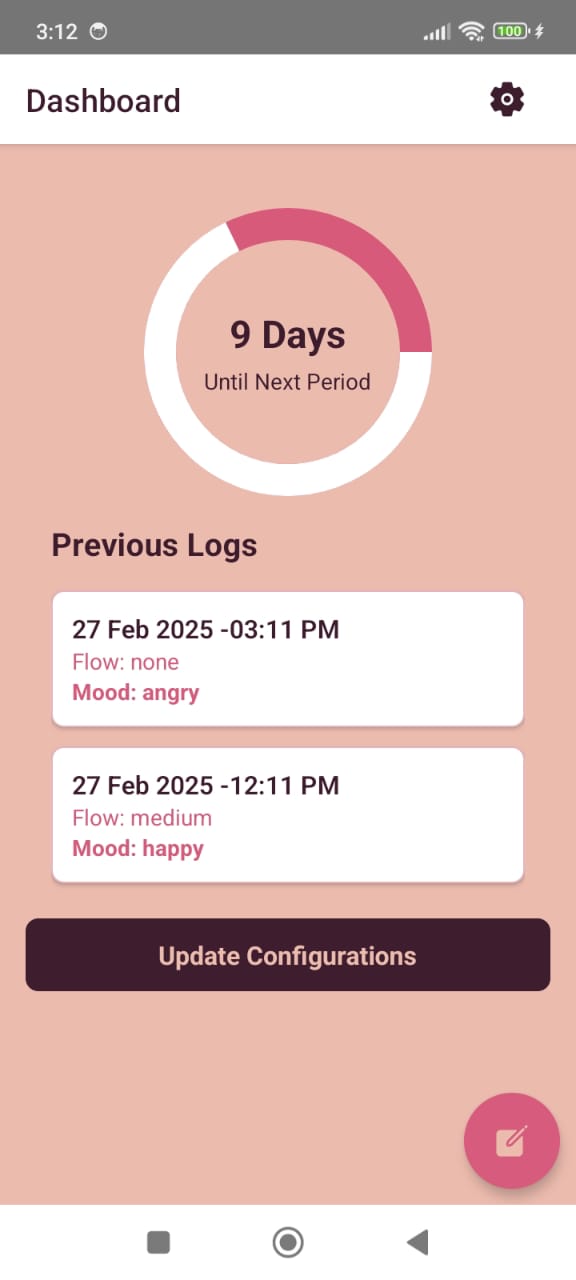 3:12
100
Dashboard
9 Days
Until Next Period
Previous Logs
27 Feb 2025 -03:11 PM
Flow: none
Mood: angry
27 Feb 2025 -12:11 PM
Flow: medium
Mood: happy
Update Configurations